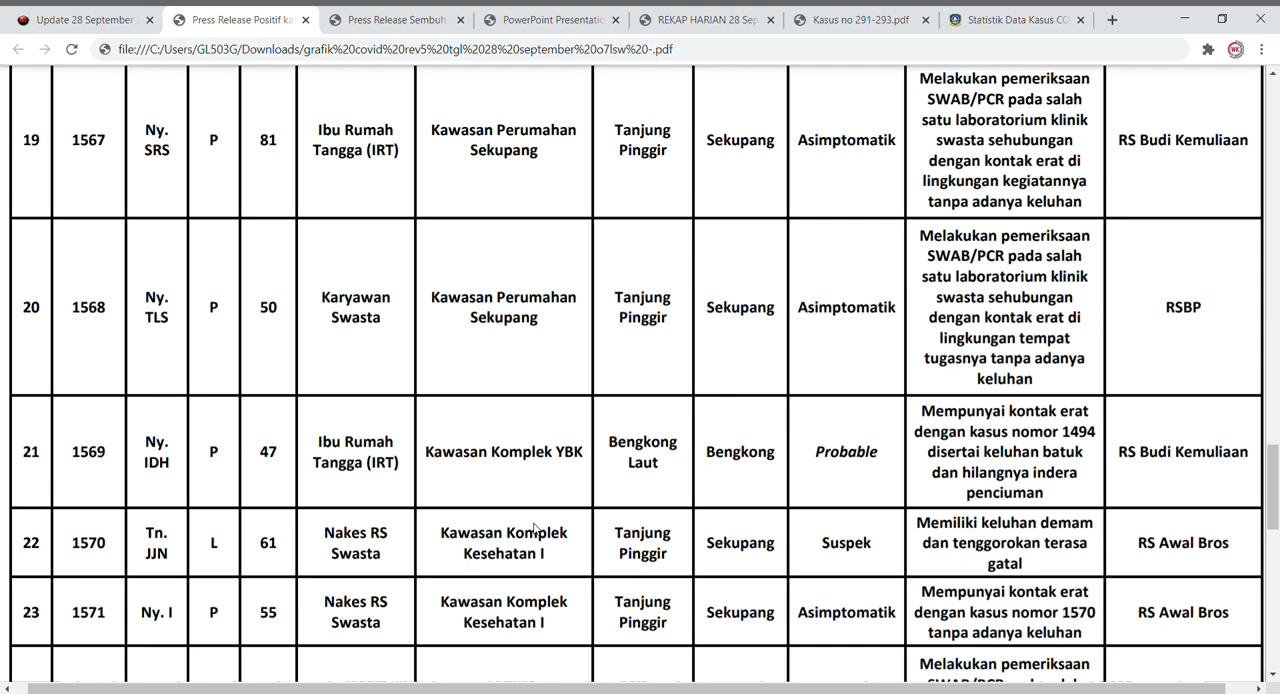 Update 28 September
Press Release Positif ka
Press Release Sembuh
PowerPoint Presentatio
REKAP HARIAN 28 Sep
Kasus no 291-293.pdf
Statistik Data Kasus CO
file:///C:/Users/GL503G/Downloads/grafik%20covid%20rev5%20tgl%2028%20september%20o7lsw%20-.pdf
WK
19
1567
Ny.
SRS
P
81
Ibu Rumah
Tangga (IRT)
Kawasan Perumahan
Sekupang
Tanjung
Pinggir
Sekupang
Asimptomatik
Melakukan pemeriksaan
SWAB/PCR pada salah
satu laboratorium klinik
swasta sehubungan
dengan kontak erat di
lingkungan kegiatannya
tanpa adanya keluhan
RS Budi Kemuliaan
20
1568
Ny.
TLS
P
50
Karyawan
Swasta
Kawasan Perumahan
Sekupang
Tanjung
Pinggir
Sekupang
Asimptomatik
Melakukan pemeriksaan
SWAB/PCR pada salah
satu laboratorium klinik
swasta sehubungan
dengan kontak erat di
lingkungan tempat
tugasnya tanpa adanya
keluhan
RSBP
21
1569
Ny.
IDH
P
47
Ibu Rumah
Tangga (IRT)
Kawasan Komplek YBK
Bengkong
Laut
Bengkong
Probable
Mempunyai kontak erat
dengan kasus nomor 1494
disertai keluhan batuk
dan hilangnya indera
penciuman
RS Budi Kemuliaan
22
1570
Tn.
JJN
L
61
Nakes RS
Swasta
Kawasan Komplek
Kesehatan I
Tanjung
Pinggir
Sekupang
Suspek
Memiliki keluhan demam
dan tenggorokan terasa
gatal
RS Awal Bros
23
1571
Ny. I
P
55
Nakes RS
Swasta
Kawasan Komplek
Kesehatan I
Tanjung
Pinggir
Sekupang
Asimptomatik
Mempunyai kontak erat
dengan kasus nomor 1570
tanpa adanya keluhan
RS Awal Bros
Melakukan pemeriksaan